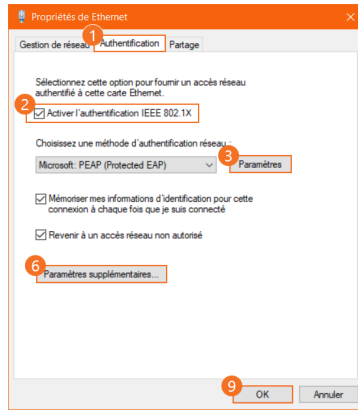 Propriétés de Ethernet
1
Gestion de réseau Authentification Partage
Sélectionnez cette option pour fournir un accès réseau
authentifié à cette carte Ethernet.
2
Activer l'authentification IEEE 802.1X
Choisissez une méthode d'authentification réseau :
3
Microsoft: PEAP (Protected EAP) Paramètres
Mémoriser mes informations d'identification pour cette
connexion à chaque fois que je suis connecté
Revenir à un accès réseau non autorisé
6
Paramètres supplémentaires...
9
OK Annuler